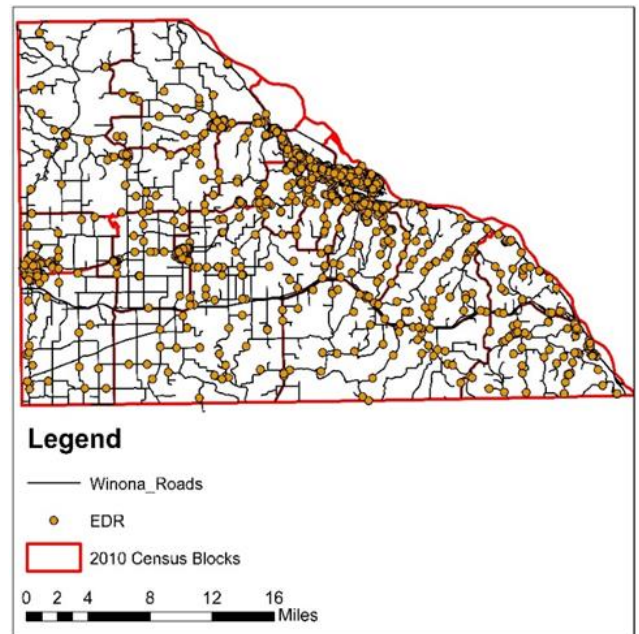 Legend
Winona_Roads
EDR
2010 Census Blocks
0 2 4 8 12 16
Miles